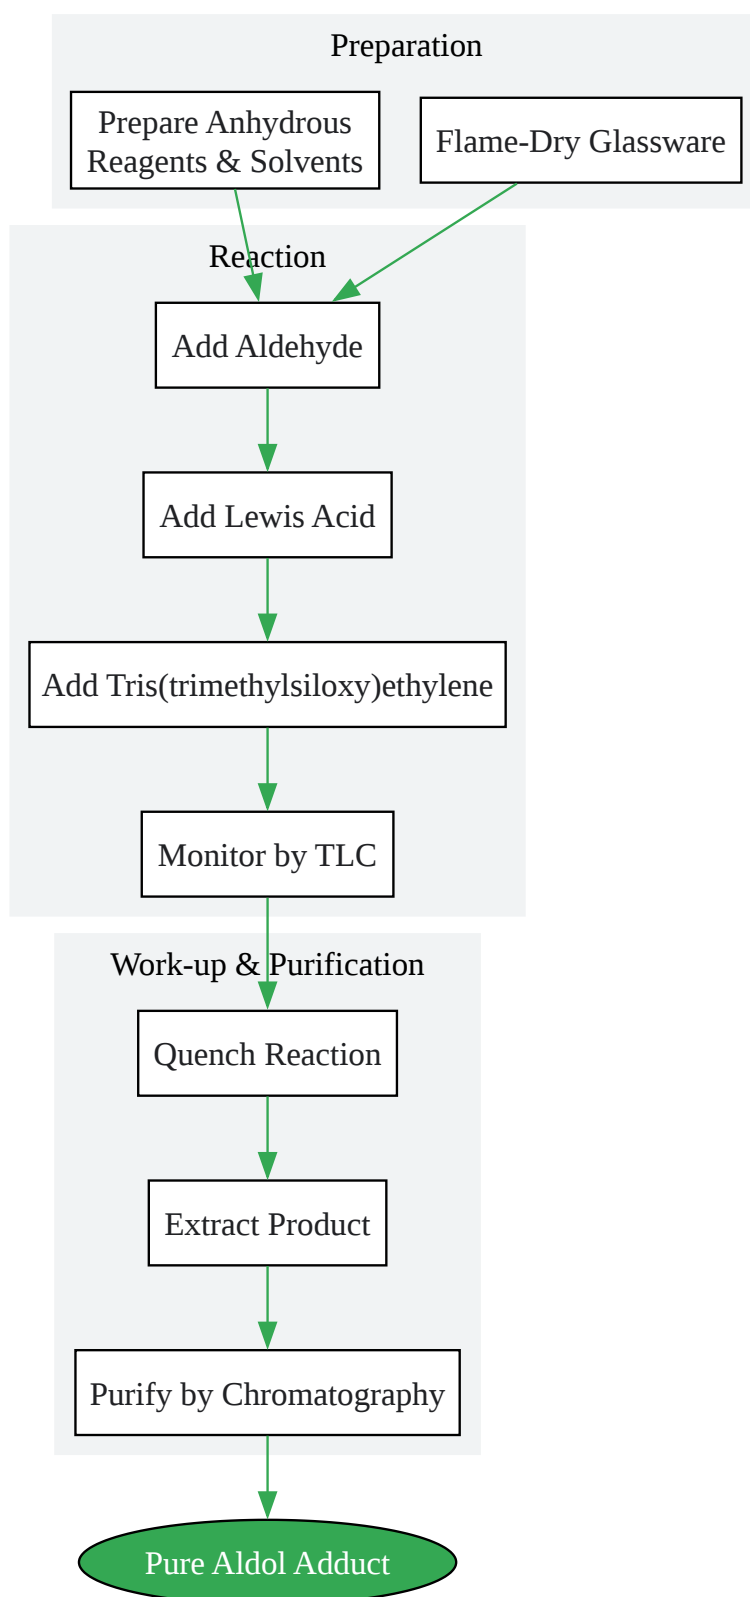 Preparation
Prepare Anhydrous
Reagents & Solvents
Flame-Dry Glassware
Reaction
Add Aldehyde
Add Lewis Acid
Add Tris(trimethylsiloxy)ethylene
Monitor by TLC
Work-up & Purification
Quench Reaction
Extract Product
Purify by Chromatography
Pure Aldol Adduct